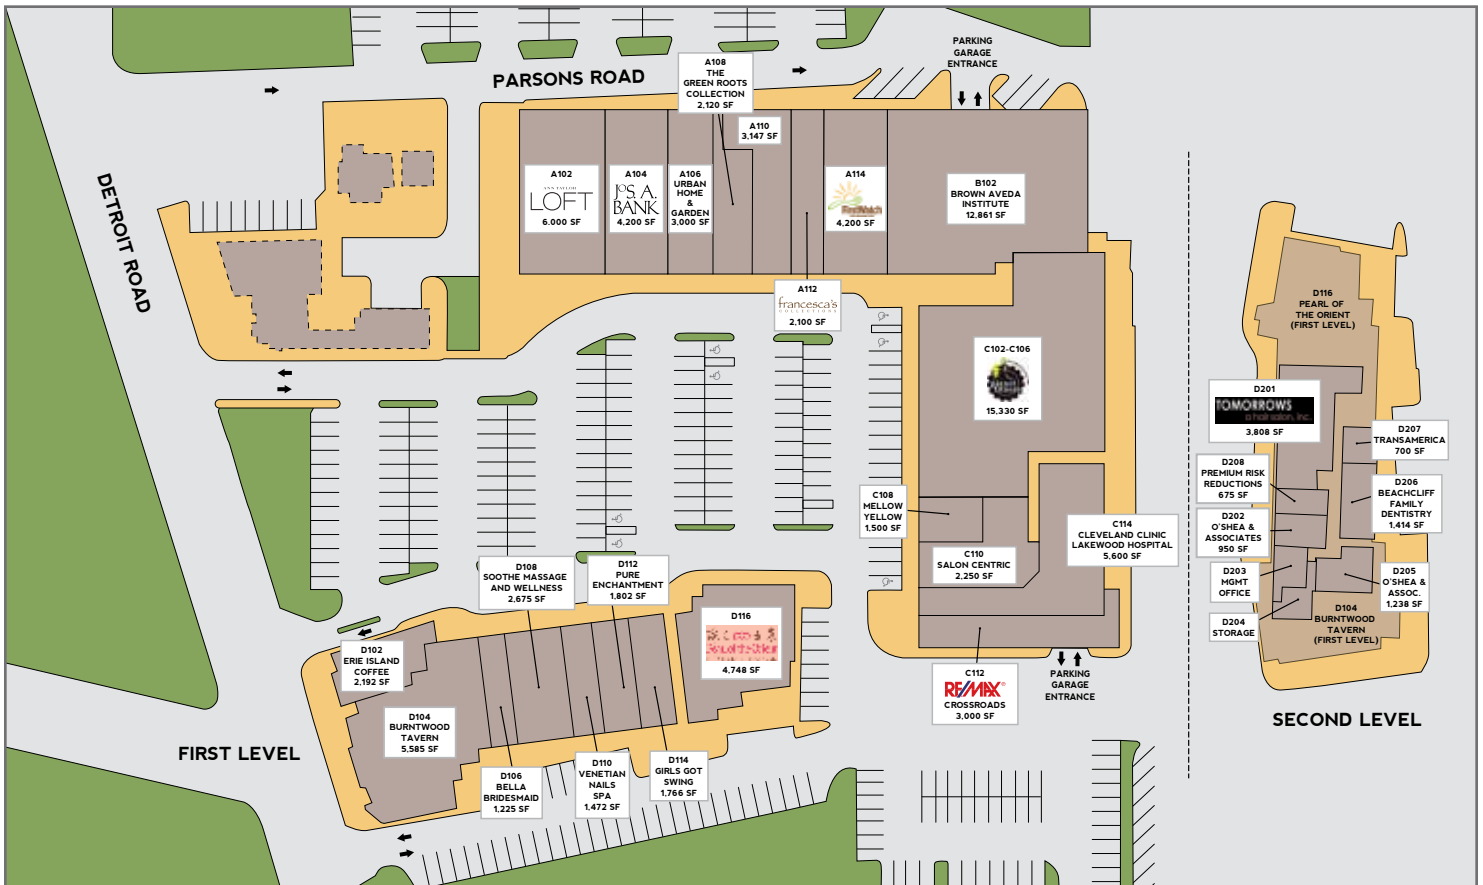 PARKING
GARAGE
ENTRANCE
PARSONS ROAD
DETROIT ROAD
A108
THE
GREEN ROOTS
COLLECTION
2,120 SF
A110
3,147 SF
A102
ANN TAYLOR
LOFT
6.000 SF
A104
JOS. A.
BANK
4,200 SF
A106
URBAN
HOME
&
GARDEN
3,000 SF
A114
FirstWatch
4,200 SF
B102
BROWN AVEDA
INSTITUTE
12,861 SF
A112
francesca's
COLLECTIONS
2,100 SF
C102-C106
15,330 SF
C108
MELLOW
YELLOW
1,500 SF
C110
SALON CENTRIC
2,250 SF
C114
CLEVELAND CLINIC
LAKEWOOD HOSPITAL
5,600 SF
C112
RE/MAX
CROSSROADS
3,000 SF
PARKING
GARAGE
ENTRANCE
D108
SOOTHE MASSAGE
AND WELLNESS
2,675 SF
D112
PURE
ENCHANTMENT
1,802 SF
D116
4,748 SF
D102
ERIE ISLAND
COFFEE
2,192 SF
D104
BURNTWOOD
TAVERN
5,585 SF
D106
BELLA
BRIDESMAID
1,225 SF
D110
VENETIAN
NAILS
SPA
1,472 SF
D114
GIRLS GOT
SWING
1,766 SF
FIRST LEVEL
D116
PEARL OF
THE ORIENT
(FIRST LEVEL)
D201
TOMORROWS
a hair salon, inc.
3,808 SF
D207
TRANSAMERICA
700 SF
D208
PREMIUM RISK
REDUCTIONS
675 SF
D206
BEACHCLIFF
FAMILY
DENTISTRY
1,414 SF
D202
O'SHEA &
ASSOCIATES
950 SF
D203
MGMT
OFFICE
D205
O'SHEA &
ASSOC.
1,238 SF
D204
STORAGE
D104
BURNTWOOD
TAVERN
(FIRST LEVEL)
SECOND LEVEL